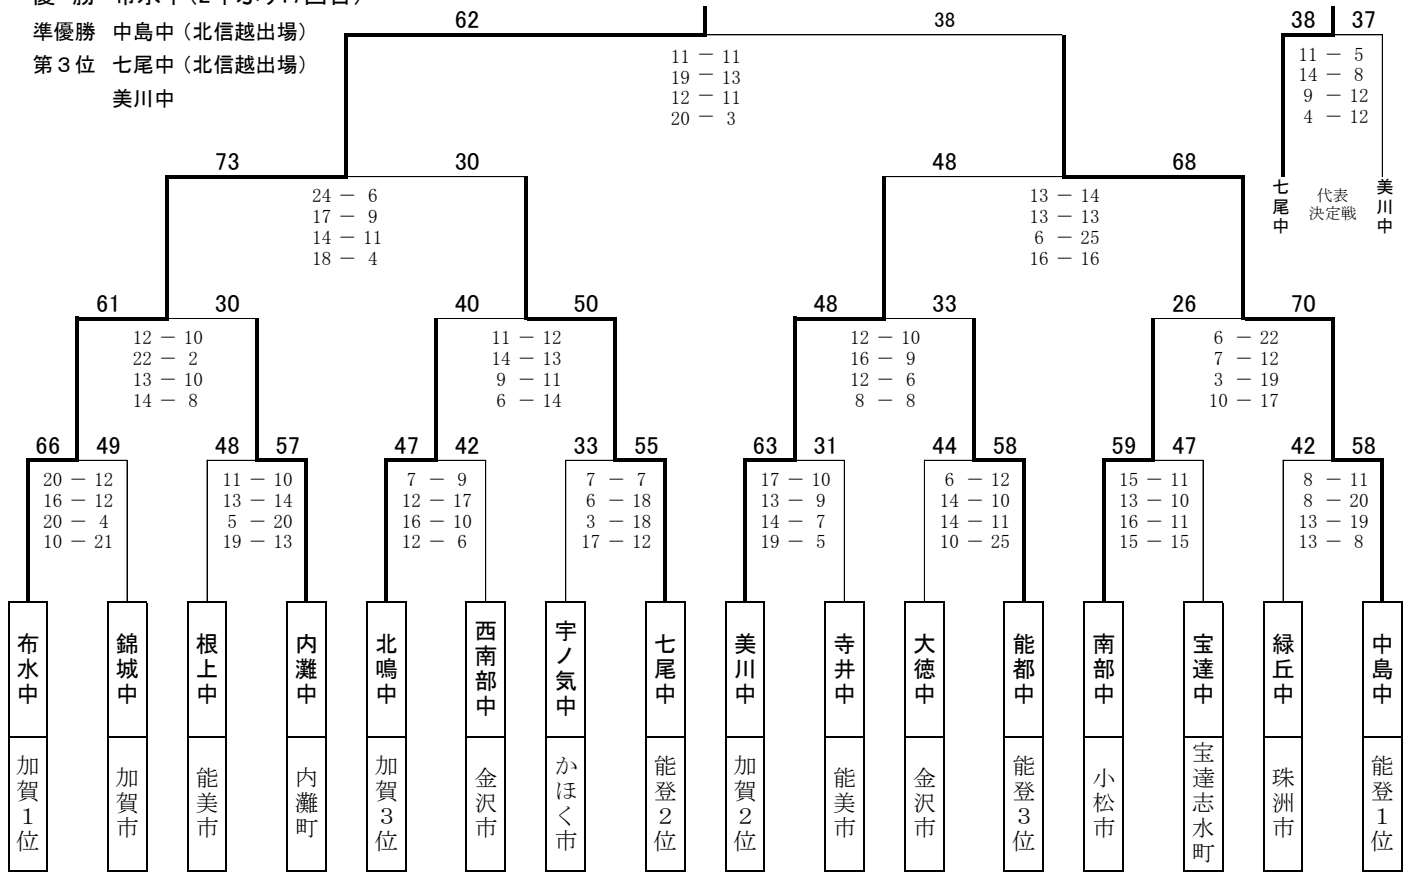 準優勝 中島中（北信越出場）
第３位 七尾中（北信越出場）
美川中
62 38 38 37
11 － 11
19 － 13
12 － 11
20 － 3
11 － 5
14 － 8
9 － 12
4 － 12
七尾中
代表
決定戦
美川中
73 30 48 68
24 － 6
17 － 9
14 － 11
18 － 4
13 － 14
13 － 13
6 － 25
16 － 16
61 30 40 50 48 33 26 70
12 － 10
22 － 2
13 － 10
14 － 8
11 － 12
14 － 13
9 － 11
6 － 14
12 － 10
16 － 9
12 － 6
8 － 8
6 － 22
7 － 12
3 － 19
10 － 17
66 49 48 57 47 42 33 55 63 31 44 58 59 47 42 58
20 － 12
16 － 12
20 － 4
10 － 21
11 － 10
13 － 14
5 － 20
19 － 13
7 － 9
12 － 17
16 － 10
12 － 6
7 － 7
6 － 18
3 － 18
17 － 12
17 － 10
13 － 9
14 － 7
19 － 5
6 － 12
14 － 10
14 － 11
10 － 25
15 － 11
13 － 10
16 － 11
15 － 15
8 － 11
8 － 20
13 － 19
13 － 8
布水中
加賀１位
錦城中
加賀市
根上中
能美市
内灘中
内灘町
北鳴中
加賀３位
西南部中
金沢市
宇ノ気中
かほく市
七尾中
能登２位
美川中
加賀２位
寺井中
能美市
大徳中
金沢市
能都中
能登３位
南部中
小松市
宝達中
宝達志水町
緑丘中
珠洲市
中島中
能登１位